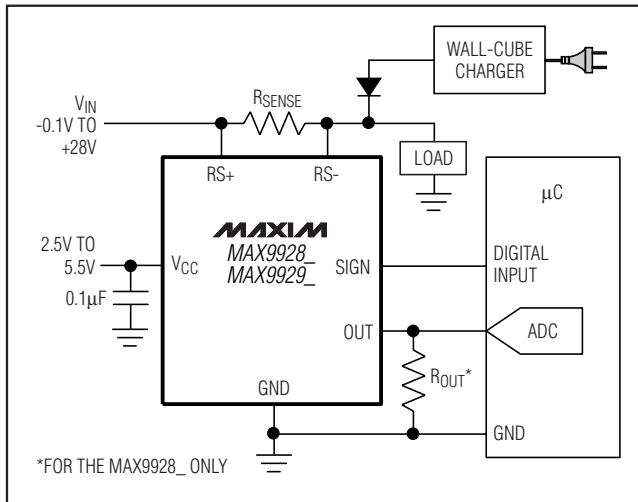 WALL-CUBE
CHARGER
VIN
-0.1V TO
+28V
RSENSE
LOAD
RS+
RS-
µC
MAXIM
MAX9928_
MAX9929_
2.5V TO
5.5V
VCC
0.1µF
SIGN
DIGITAL
INPUT
OUT
ADC
ROUT*
GND
GND
*FOR THE MAX9928_ ONLY